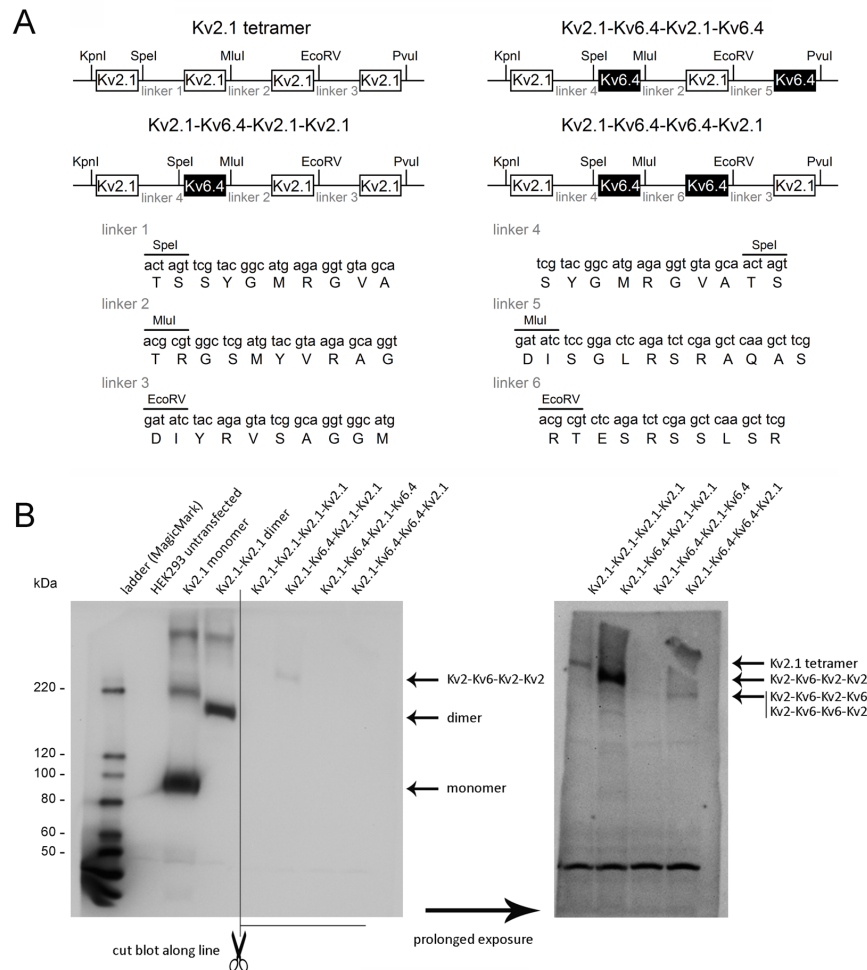 A
Kv2.1 tetramer
KpnI SpeI MluI EcoRV PvuI
Kv2.1 Kv2.1 Kv2.1 Kv2.1
linker 1 linker 2 linker 3
Kv2.1-Kv6.4-Kv2.1-Kv6.4
KpnI SpeI MluI EcoRV PvuI
Kv2.1 Kv6.4 Kv2.1 Kv6.4
linker 4 linker 2 linker 5
Kv2.1-Kv6.4-Kv2.1-Kv2.1
KpnI SpeI MluI EcoRV PvuI
Kv2.1 Kv6.4 Kv2.1 Kv2.1
linker 4 linker 2 linker 3
Kv2.1-Kv6.4-Kv6.4-Kv2.1
KpnI SpeI MluI EcoRV PvuI
Kv2.1 Kv6.4 Kv6.4 Kv2.1
linker 4 linker 6 linker 3
linker 1
SpeI
act agt tcg tac ggc atg aga ggt gta gca
T S S Y G M R G V A
linker 2
MluI
acg cgt ggc tcg atg tac gta aga gca ggt
T R G S M Y V R A G
linker 3
EcoRV
gat atc tac aga gta tcg gca ggt ggc atg
D I Y R V S A G G M
linker 4
SpeI
tcg tac ggc atg aga ggt gta gca act agt
S Y G M R G V A T S
linker 5
MluI
gat atc tcc gga ctc aga tct cga gct caa gct tcg
D I S G L R S R A Q A S
linker 6
EcoRV
acg cgt ctc aga tct cga gct caa gct tcg
R T E S R S S L S R
B
ladder (MagicMark)
HEK293 untransfected
Kv2.1 monomer
Kv2.1-Kv2.1 dimer
Kv2.1-Kv2.1-Kv2.1-Kv2.1
Kv2.1-Kv6.4-Kv2.1-Kv2.1
Kv2.1-Kv6.4-Kv2.1-Kv6.4
Kv2.1-Kv6.4-Kv6.4-Kv2.1
kDa
220 -
120 -
100 -
80 -
60 -
50 -
Kv2-Kv6-Kv2-Kv2
dimer
monomer
cut blot along line
prolonged exposure
Kv2.1-Kv2.1-Kv2.1-Kv2.1
Kv2.1-Kv6.4-Kv2.1-Kv2.1
Kv2.1-Kv6.4-Kv2.1-Kv6.4
Kv2.1-Kv6.4-Kv6.4-Kv2.1
Kv2.1 tetramer
Kv2-Kv6-Kv2-Kv2
Kv2-Kv6-Kv2-Kv6
Kv2-Kv6-Kv6-Kv2